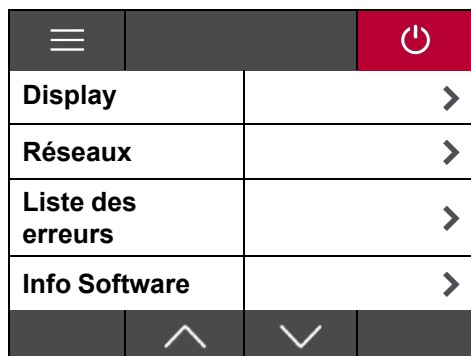 Display
Réseaux
Liste des
erreurs
Info Software